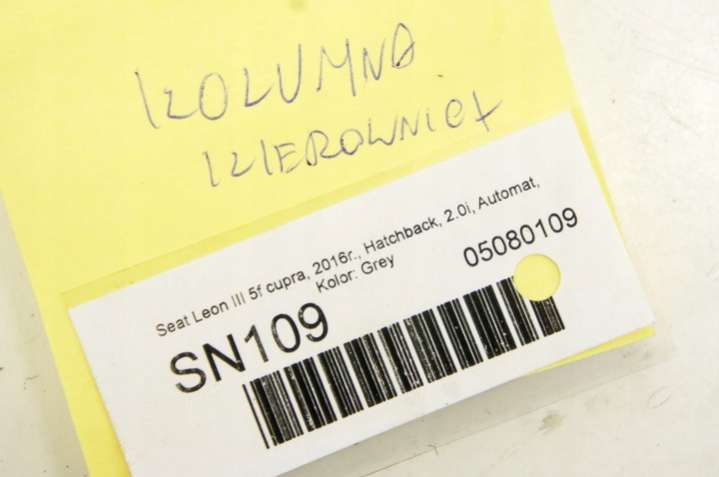 KOLUMNA
KIEROWNICY
Seat Leon III 5f cupra, 2016r., Hatchback, 2.0i, Automat,
Kolor: Grey
05080109
SN109